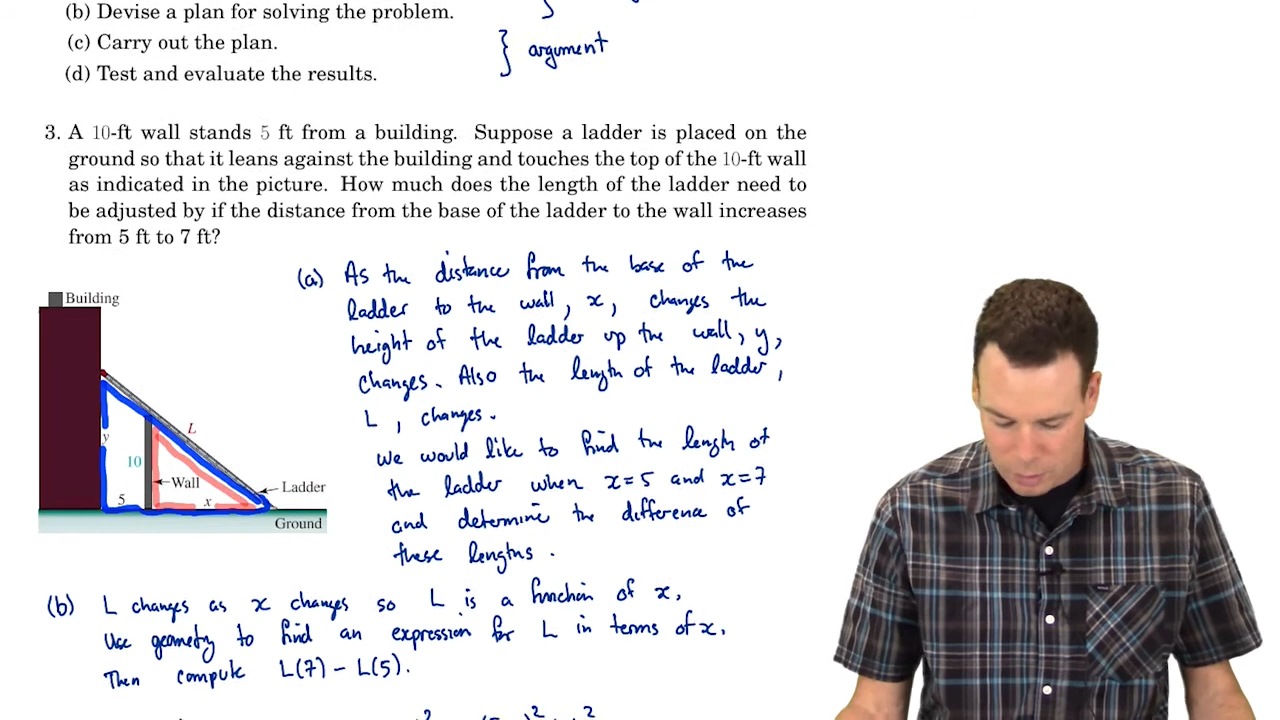 (b) Devise a plan for solving the problem.
(c) Carry out the plan.
(d) Test and evaluate the results.
} argument
3. A 10-ft wall stands 5 ft from a building. Suppose a ladder is placed on the
ground so that it leans against the building and touches the top of the 10-ft wall
as indicated in the picture. How much does the length of the ladder need to
be adjusted by if the distance from the base of the ladder to the wall increases
from 5 ft to 7 ft?
Building
y
L
10
Wall
5
x
Ladder
Ground
(a) As the distance from the base of the
ladder to the wall, x, changes the
height of the ladder up the wall, y,
changes. Also the length of the ladder,
L, changes.
We would like to find the length of
the ladder when x=5 and x=7
and determine the difference of
these lengths.
(b) L changes as x changes so L is a function of x.
Use geometry to find an expression for L in terms of x.
Then compute L(7) - L(5).